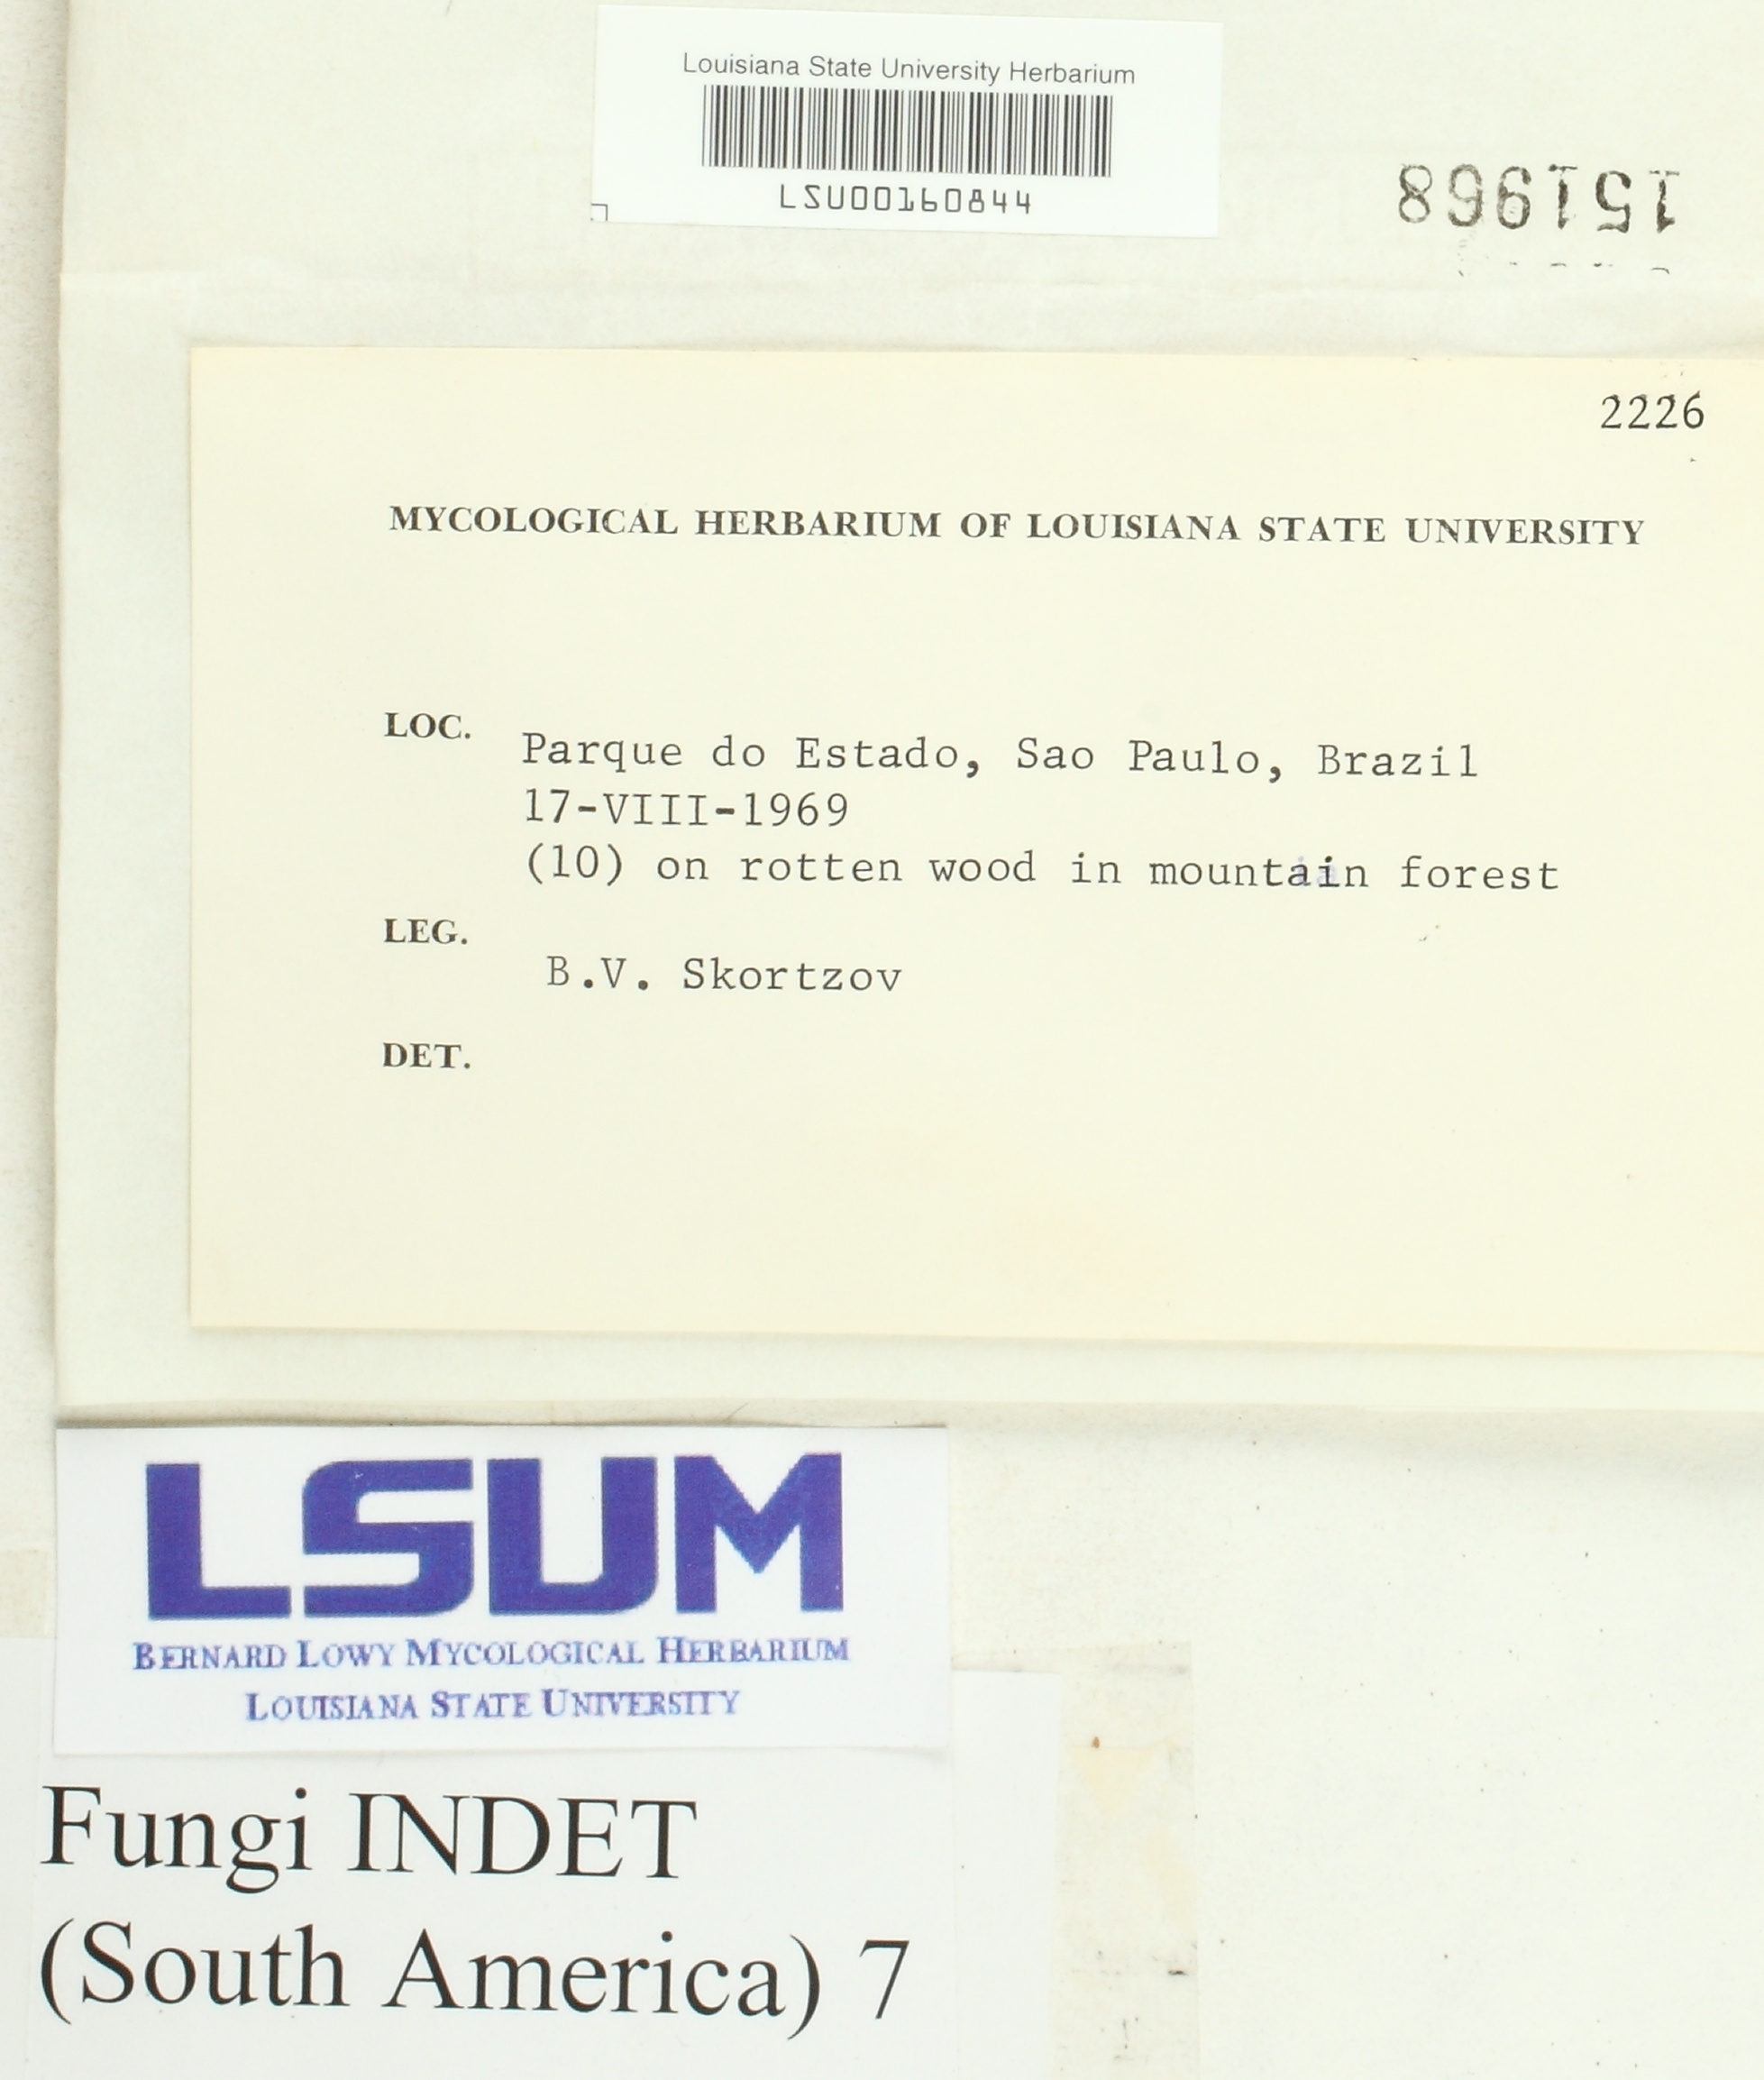 Louisiana State University Herbarium
LSU00160844
151968
2226
MYCOLOGICAL HERBARIUM OF LOUISIANA STATE UNIVERSITY
LOC. Parque do Estado, Sao Paulo, Brazil
17-VIII-1969
(10) on rotten wood in mountain forest
LEG. B.V. Skortzov
DET.
LSUM
BERNARD LOWY MYCOLOGICAL HERBARIUM
LOUISIANA STATE UNIVERSITY
Fungi INDET
(South America) 7